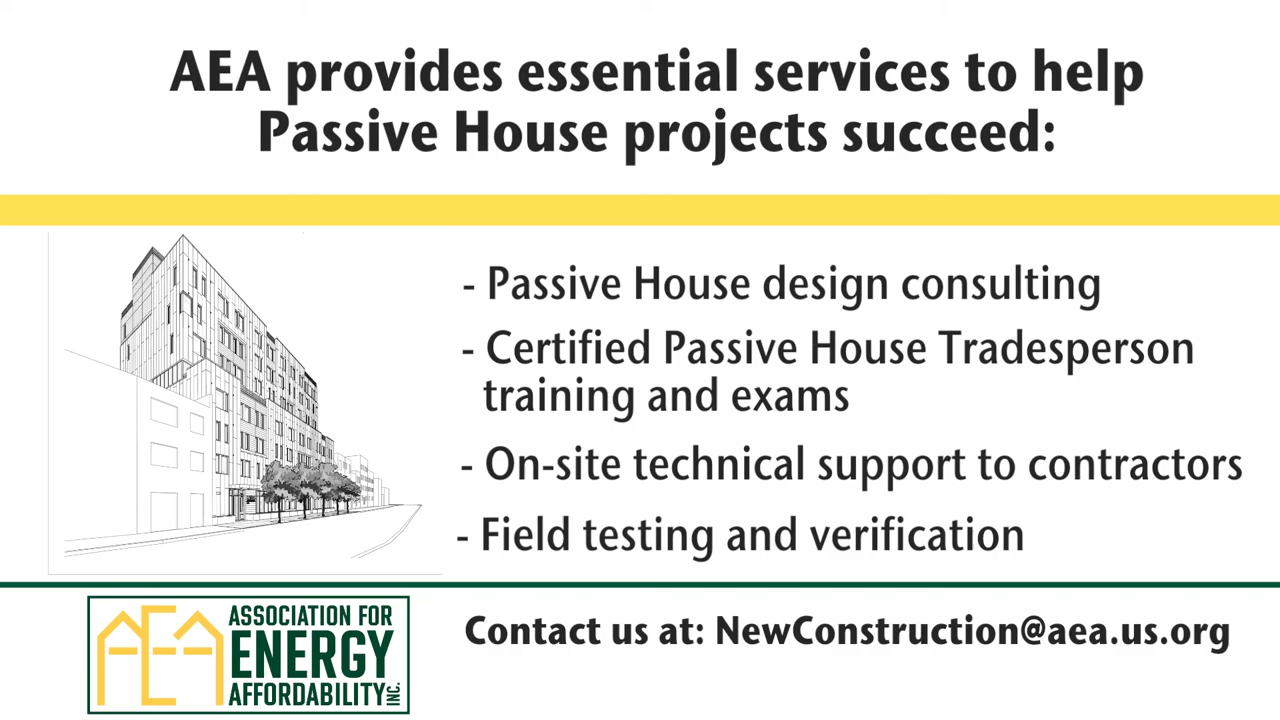 AEA provides essential services to help
Passive House projects succeed:
- Passive House design consulting
- Certified Passive House Tradesperson
training and exams
- On-site technical support to contractors
- Field testing and verification
AEA
ASSOCIATION FOR
ENERGY
AFFORDABILITY INC.
Contact us at: NewConstruction@aea.us.org